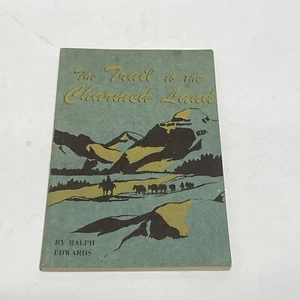 The Trail to the
Charmed Land
BY RALPH
EDWARDS